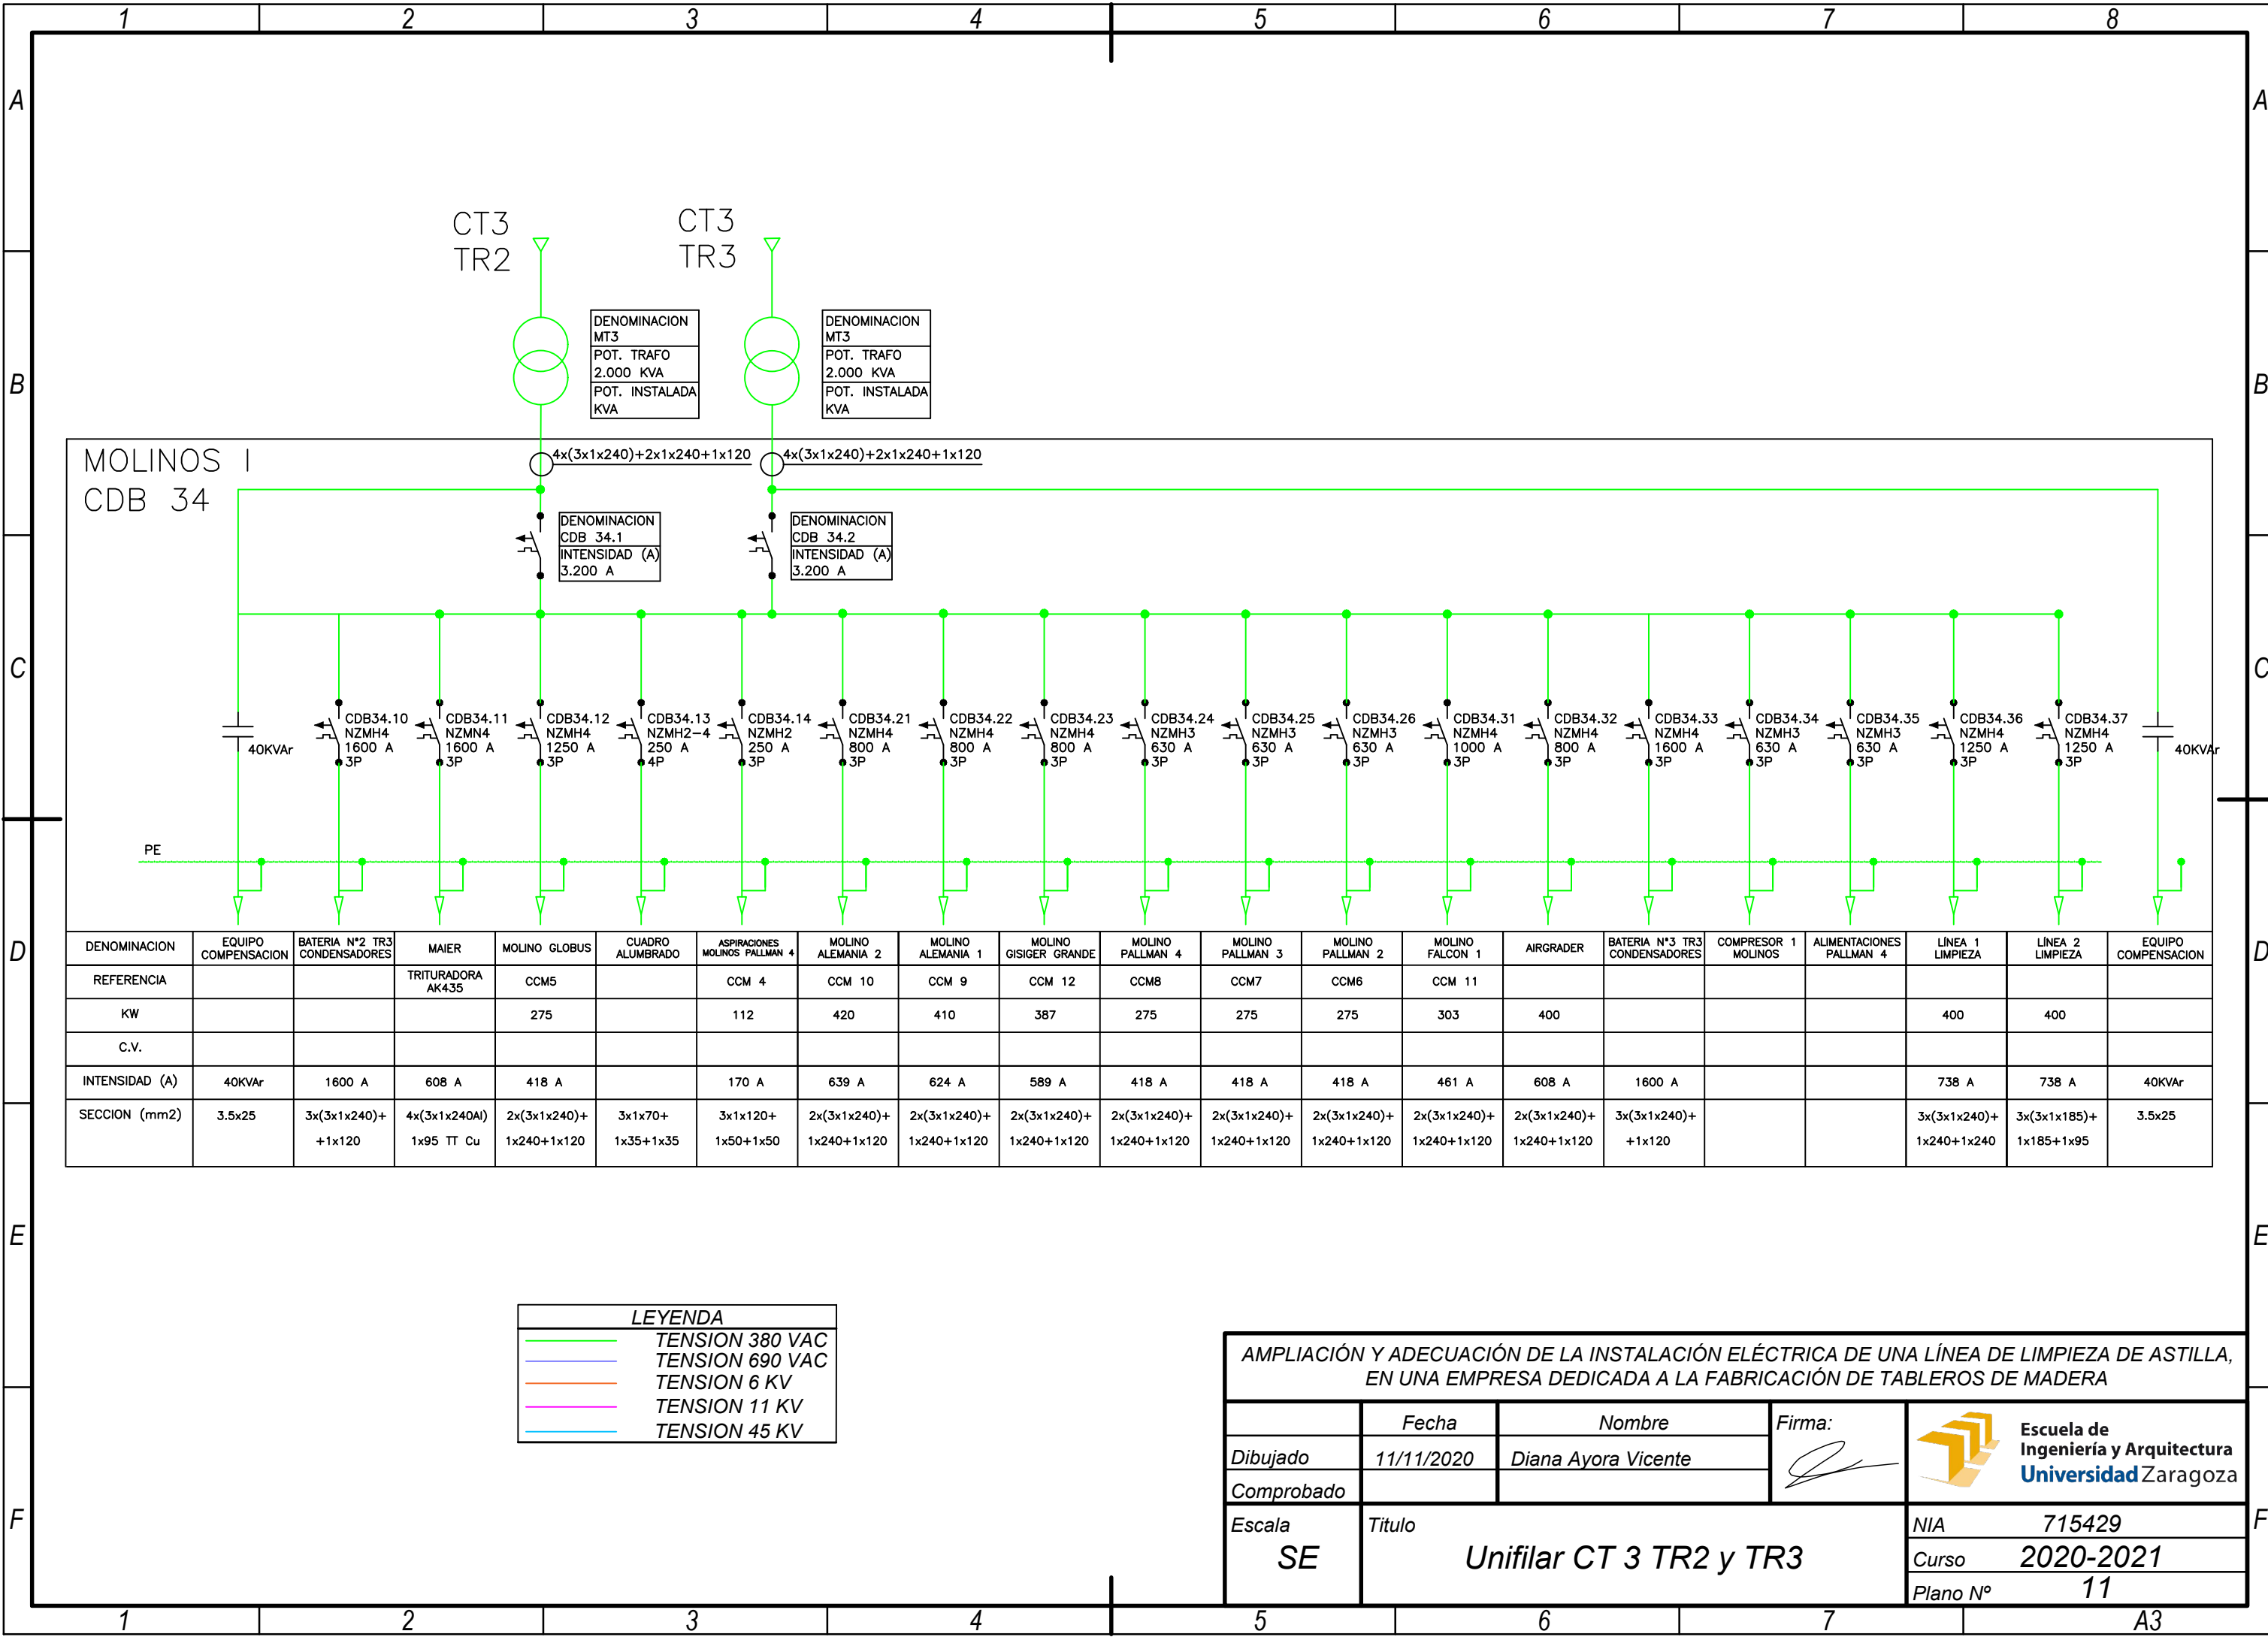 1 2 3 4 5 6 7 8
A A
B B
C C
D D
E E
F F
CT3
TR2
CT3
TR3
DENOMINACION
MT3
POT. TRAFO
2.000 KVA
POT. INSTALADA
KVA
DENOMINACION
MT3
POT. TRAFO
2.000 KVA
POT. INSTALADA
KVA
MOLINOS I
CDB 34
4x(3x1x240)+2x1x240+1x120
4x(3x1x240)+2x1x240+1x120
DENOMINACION
CDB 34.1
INTENSIDAD (A)
3.200 A
DENOMINACION
CDB 34.2
INTENSIDAD (A)
3.200 A
40KVAr
CDB34.10
NZMH4
1600 A
3P
CDB34.11
NZMN4
1600 A
3P
CDB34.12
NZMH4
1250 A
3P
CDB34.13
NZMH2-4
250 A
4P
CDB34.14
NZMH2
250 A
3P
CDB34.21
NZMH4
800 A
3P
CDB34.22
NZMH4
800 A
3P
CDB34.23
NZMH4
800 A
3P
CDB34.24
NZMH3
630 A
3P
CDB34.25
NZMH3
630 A
3P
CDB34.26
NZMH3
630 A
3P
CDB34.31
NZMH4
1000 A
3P
CDB34.32
NZMH4
800 A
3P
CDB34.33
NZMH4
1600 A
3P
CDB34.34
NZMH3
630 A
3P
CDB34.35
NZMH3
630 A
3P
CDB34.36
NZMH4
1250 A
3P
CDB34.37
NZMH4
1250 A
3P
40KVAr
PE
DENOMINACION EQUIPO COMPENSACION BATERIA N°2 TR3 CONDENSADORES MAIER MOLINO GLOBUS CUADRO ALUMBRADO ASPIRACIONES MOLINOS PALLMAN 4 MOLINO ALEMANIA 2 MOLINO ALEMANIA 1 MOLINO GISIGER GRANDE MOLINO PALLMAN 4 MOLINO PALLMAN 3 MOLINO PALLMAN 2 MOLINO FALCON 1 AIRGRADER BATERIA N°3 TR3 CONDENSADORES COMPRESOR 1 MOLINOS ALIMENTACIONES PALLMAN 4 LÍNEA 1 LIMPIEZA LÍNEA 2 LIMPIEZA EQUIPO COMPENSACION
REFERENCIA TRITURADORA AK435 CCM5 CCM 4 CCM 10 CCM 9 CCM 12 CCM8 CCM7 CCM6 CCM 11
KW 275 112 420 410 387 275 275 275 303 400 400 400
C.V.
INTENSIDAD (A) 40KVAr 1600 A 608 A 418 A 170 A 639 A 624 A 589 A 418 A 418 A 418 A 461 A 608 A 1600 A 738 A 738 A 40KVAr
SECCION (mm2) 3.5x25 3x(3x1x240)+ 4x(3x1x240Al) 2x(3x1x240)+ 3x1x70+ 3x1x120+ 2x(3x1x240)+ 2x(3x1x240)+ 2x(3x1x240)+ 2x(3x1x240)+ 2x(3x1x240)+ 2x(3x1x240)+ 2x(3x1x240)+ 2x(3x1x240)+ 3x(3x1x240)+ 3x(3x1x240)+ 3x(3x1x185)+ 3.5x25
+1x120 1x95 TT Cu 1x240+1x120 1x35+1x35 1x50+1x50 1x240+1x120 1x240+1x120 1x240+1x120 1x240+1x120 1x240+1x120 1x240+1x120 1x240+1x120 1x240+1x120 +1x120 1x240+1x240 1x185+1x95
LEYENDA
TENSION 380 VAC
TENSION 690 VAC
TENSION 6 KV
TENSION 11 KV
TENSION 45 KV
AMPLIACIÓN Y ADECUACIÓN DE LA INSTALACIÓN ELÉCTRICA DE UNA LÍNEA DE LIMPIEZA DE ASTILLA,
EN UNA EMPRESA DEDICADA A LA FABRICACIÓN DE TABLEROS DE MADERA
Fecha Nombre Firma:
Dibujado 11/11/2020 Diana Ayora Vicente
Comprobado
Escuela de
Ingeniería y Arquitectura
Universidad Zaragoza
Escala
SE
Titulo
Unifilar CT 3 TR2 y TR3
NIA 715429
Curso 2020-2021
Plano Nº 11
1 2 3 4 5 6 7 A3